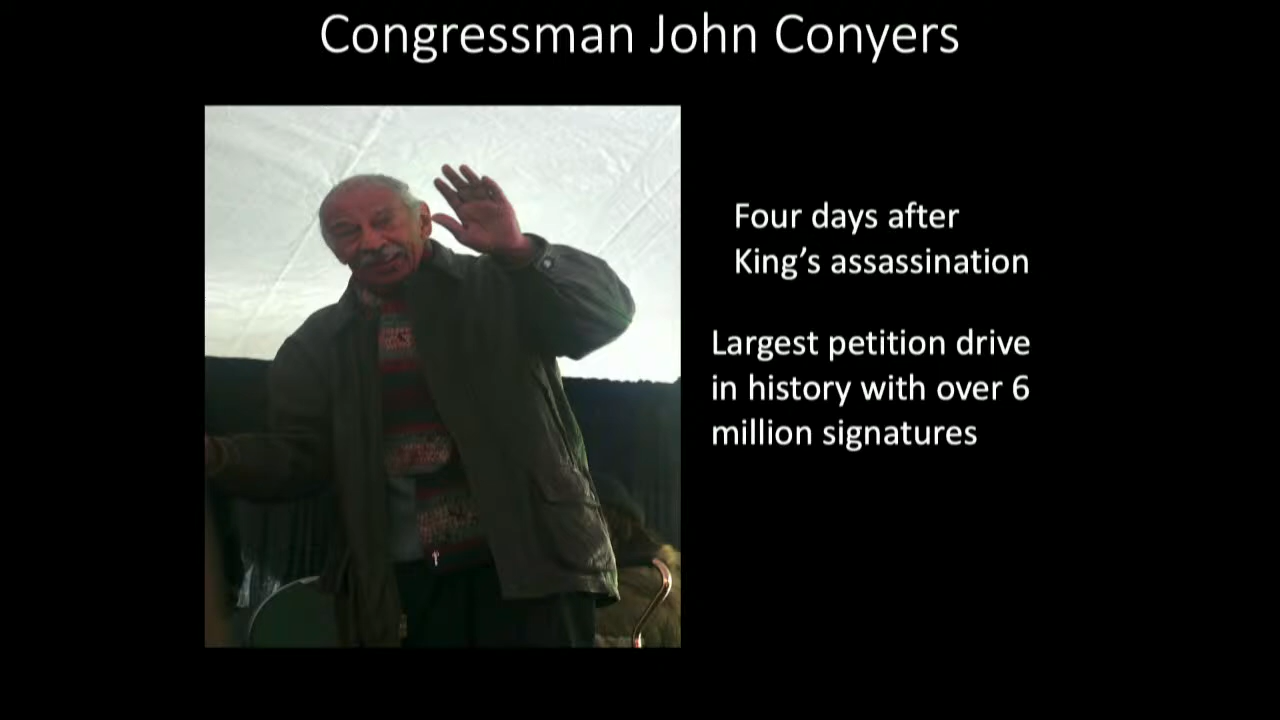 Congressman John Conyers
Four days after
King’s assassination
Largest petition drive
in history with over 6
million signatures